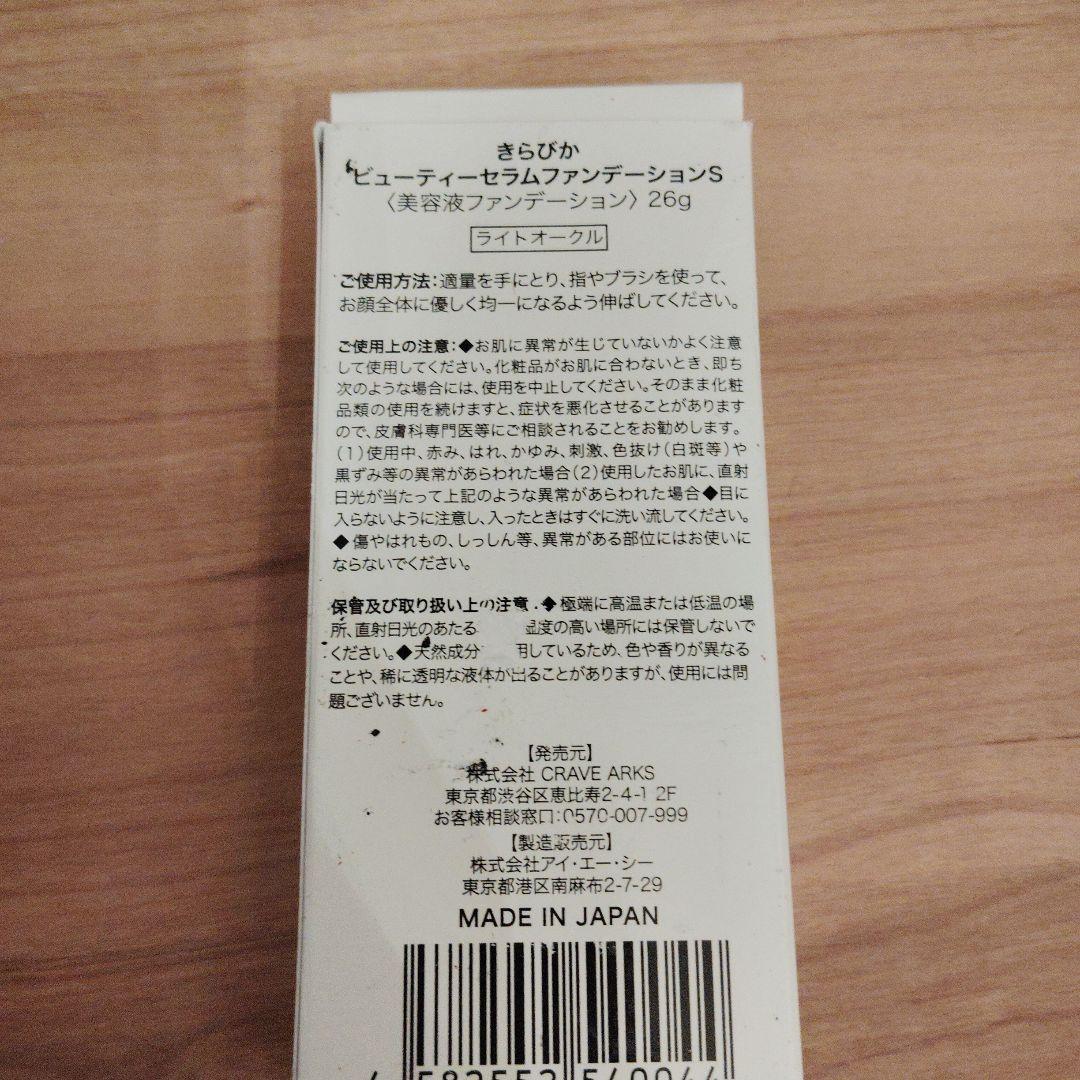 きらびか
ビューティーセラムファンデーションS
〈美容液ファンデーション〉26g
ライトオークル
ご使用方法:適量を手にとり、指やブラシを使って、
お顔全体に優しく均一になるよう伸ばしてください。
ご使用上の注意:◆お肌に異常が生じていないかよく注意
して使用してください。化粧品がお肌に合わないとき、即ち
次のような場合には、使用を中止してください。そのまま化粧
品類の使用を続けますと、症状を悪化させることがあります
ので、皮膚科専門医等にご相談されることをお勧めします。
(1)使用中、赤み、はれ、かゆみ、刺激、色抜け(白斑等)や
黒ずみ等の異常があらわれた場合(2)使用したお肌に、直射
日光が当たって上記のような異常があらわれた場合◆目に
入らないように注意し、入ったときはすぐに洗い流してください。
◆傷やはれもの、しっしん等、異常がある部位にはお使いに
ならないでください。
保管及び取り扱い上の注意:◆極端に高温または低温の場
所、直射日光のあたる 湿度の高い場所には保管しないで
ください。◆天然成分 用しているため、色や香りが異なる
ことや、稀に透明な液体が出ることがありますが、使用には問
題ございません。
【発売元】
株式会社 CRAVE ARKS
東京都渋谷区恵比寿2-4-1 2F
お客様相談窓口:0570-007-999
【製造販売元】
株式会社アイ・エー・シー
東京都港区南麻布2-7-29
MADE IN JAPAN
4 582553 540044